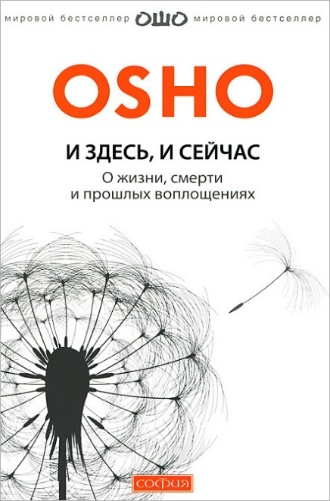 мировой бестселлер ОШО мировой бестселлер
OSHO
И ЗДЕСЬ, И СЕЙЧАС
О жизни, смерти
и прошлых воплощениях
СОФИЯ